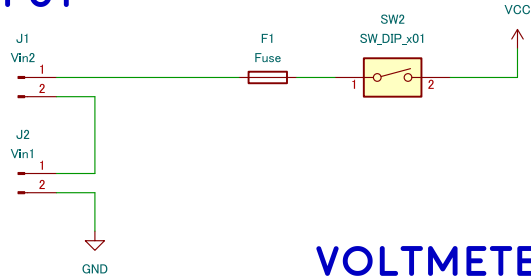 VCC
SW2
SW_DIP_x01
J1
Vin2
F1
Fuse
1
2
1
2
J2
Vin1
1
2
GND
VOLTMETE